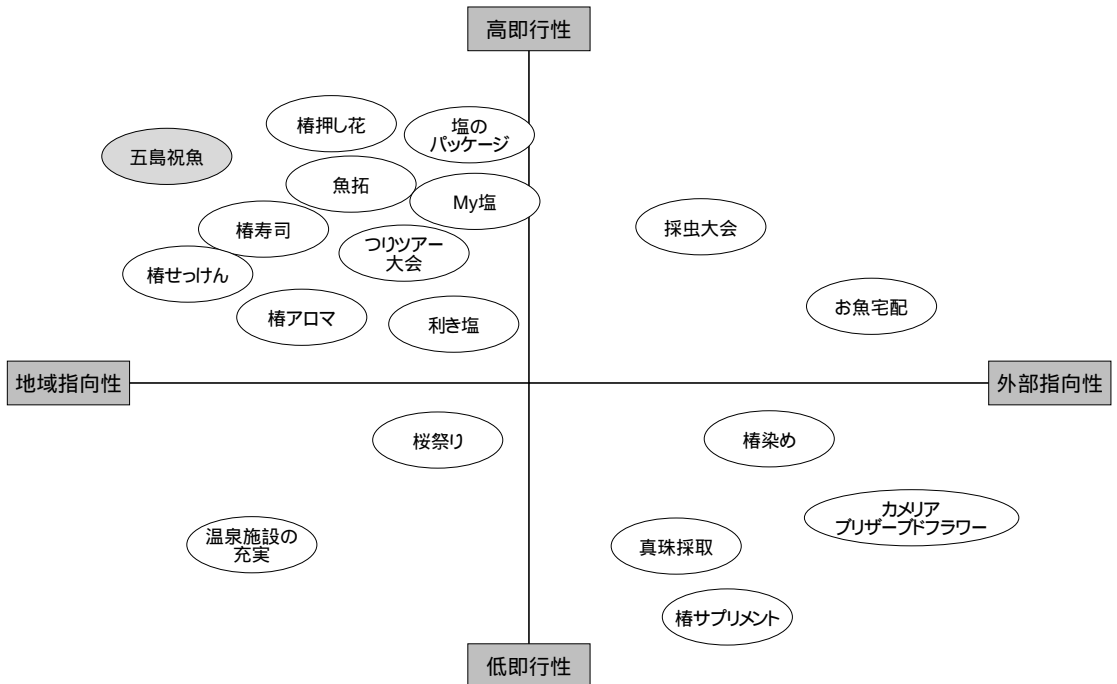 高即行性
椿押し花
塩の
パッケージ
五島祝魚
魚拓
My塩
椿寿司
採虫大会
つりツアー
大会
椿せっけん
椿アロマ
利き塩
お魚宅配
地域指向性
外部指向性
桜祭り
椿染め
カメリア
プリザーブドフラワー
温泉施設の
充実
真珠採取
椿サプリメント
低即行性